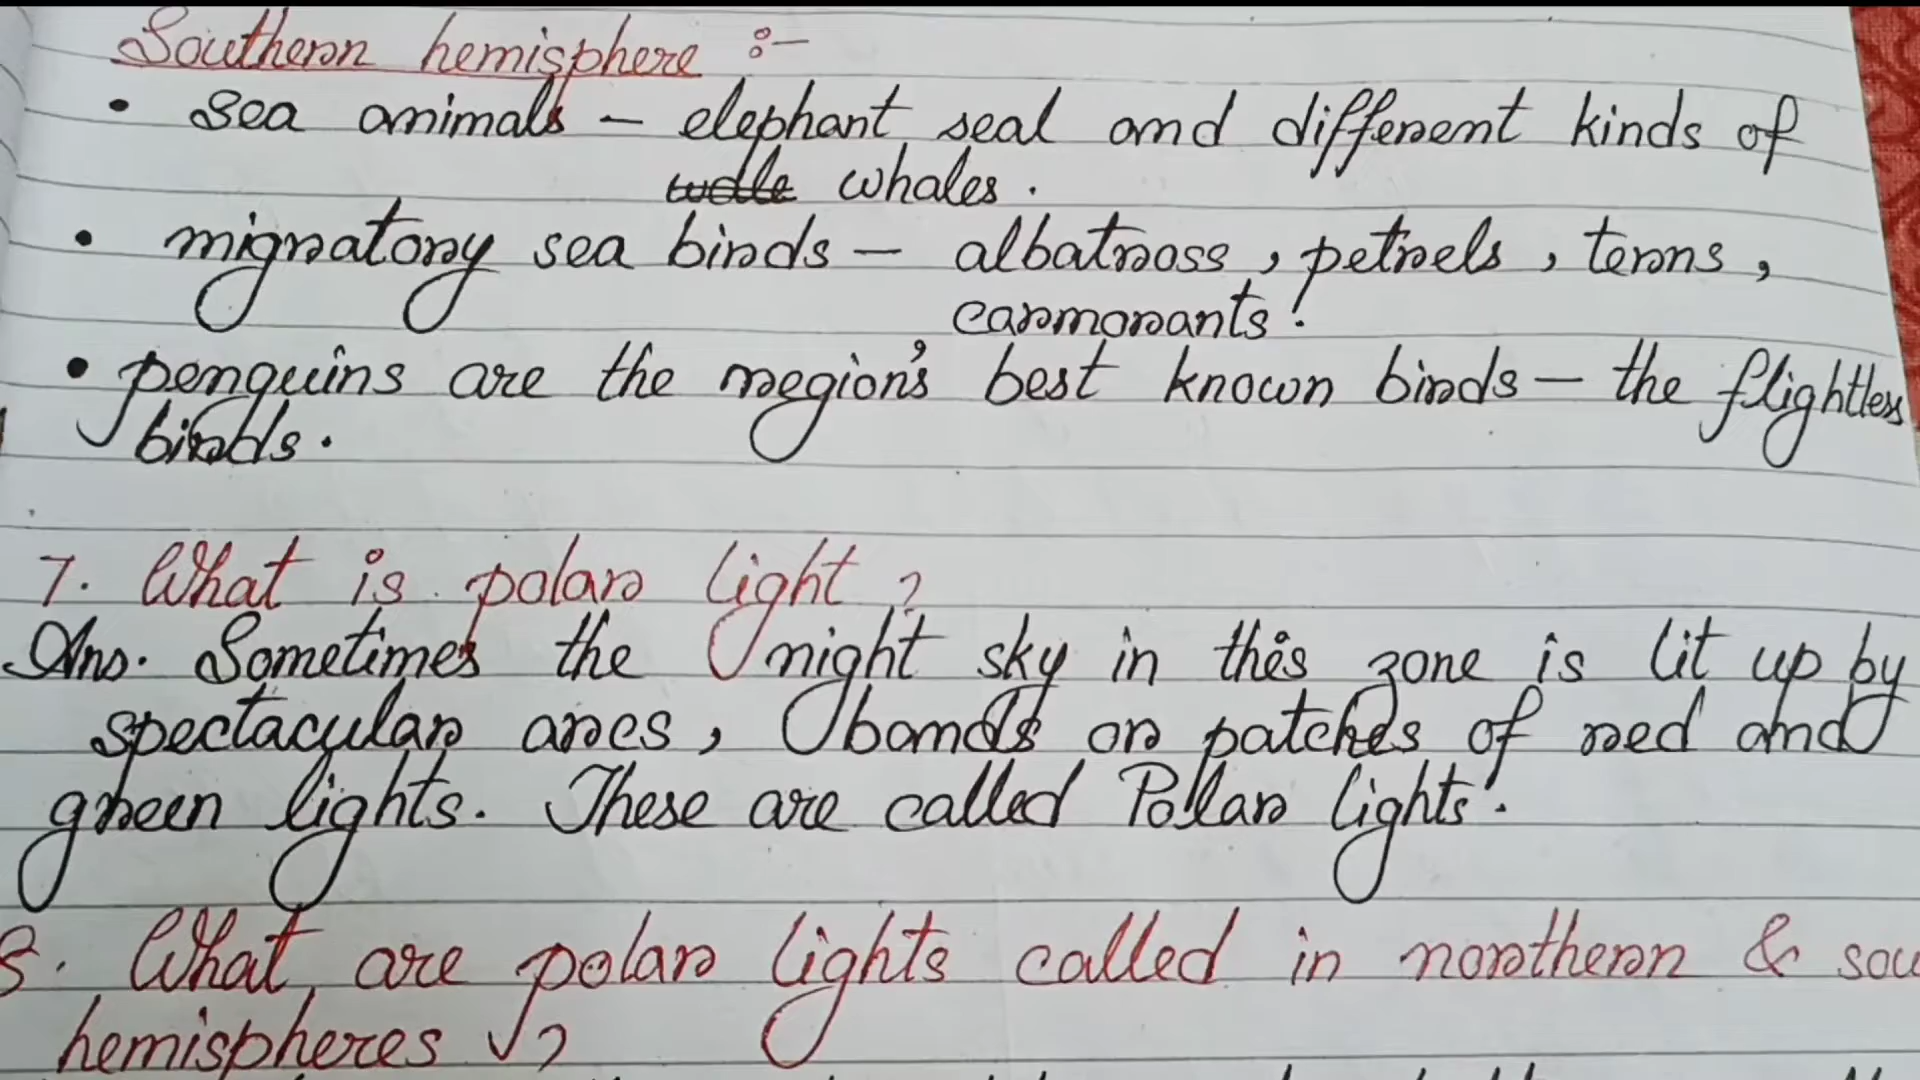 Southern hemisphere :-
• sea animals - elephant seal and different kinds of
whales.
• migratory sea birds - albatross, petrels, terns,
carmorants.
• penguins are the region's best known birds - the flightless
birds.
7. What is polar light?
Ans. Sometimes the night sky in this zone is lit up by
spectacular arcs, bands or patches of red and
green lights. These are called Polar lights'.
8. What are polar lights called in northern & sou
hemispheres?